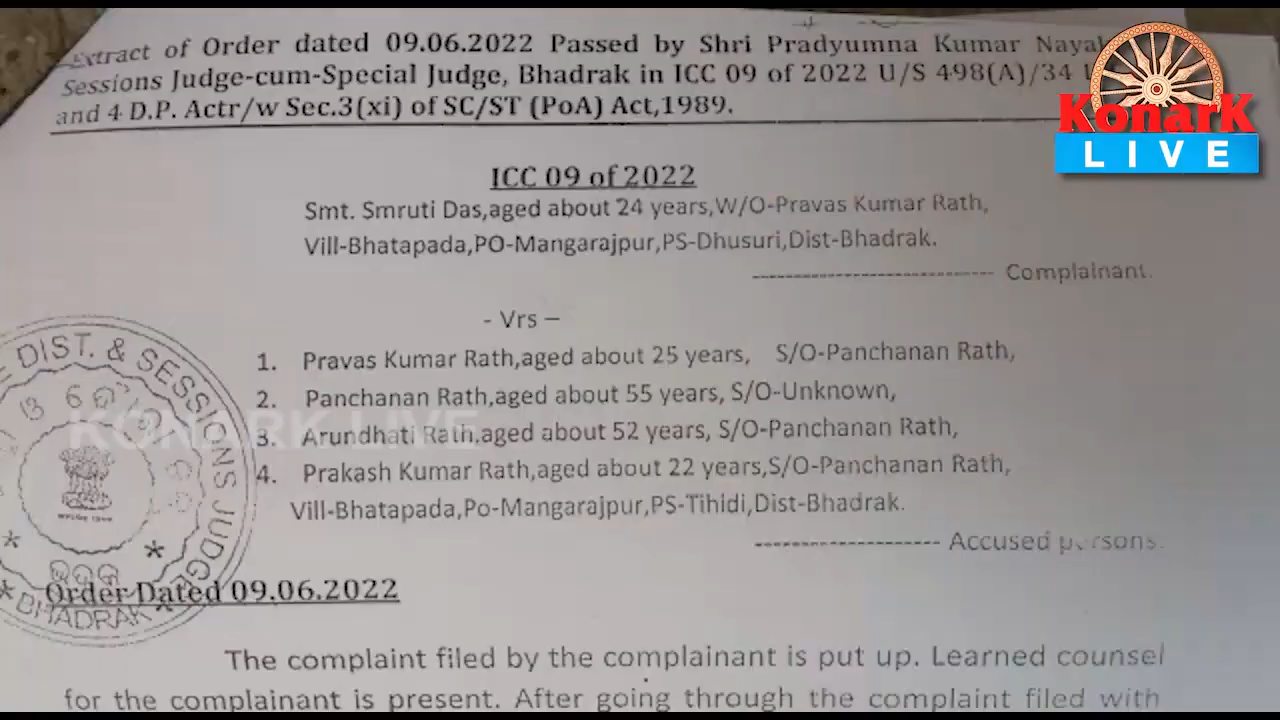 Extract of Order dated 09.06.2022 Passed by Shri Pradyumna Kumar
Sessions Judge-cum-Special Judge, Bhadrak in ICC 09 of 2022 U/S 498(A)/34
and 4 D.P. Actr/w Sec.3(xi) of SC/ST (PoA) Act,1989.
KonarK
LIVE
ICC 09 of 2022
Smt. Smruti Das,aged about 24 years,W/O-Pravas Kumar Rath,
Vill-Bhatapada,PO-Mangarajpur,PS-Dhusuri,Dist-Bhadrak.
---------------------------- Complainant.
- Vrs –
1. Pravas Kumar Rath,aged about 25 years, S/O-Panchanan Rath,
2. Panchanan Rath,aged about 55 years, S/O-Unknown,
3. Arundhati Rath,aged about 52 years, S/O-Panchanan Rath,
4. Prakash Kumar Rath,aged about 22 years,S/O-Panchanan Rath,
Vill-Bhatapada,Po-Mangarajpur,PS-Tihidi,Dist-Bhadrak.
--------------------- Accused persons.
KONARK LIVE
DIST. & SESSIONS JUDGE
* BHADRAK *
Order Dated 09.06.2022
The complaint filed by the complainant is put up. Learned counsel
for the complainant is present. After going through the complaint filed with